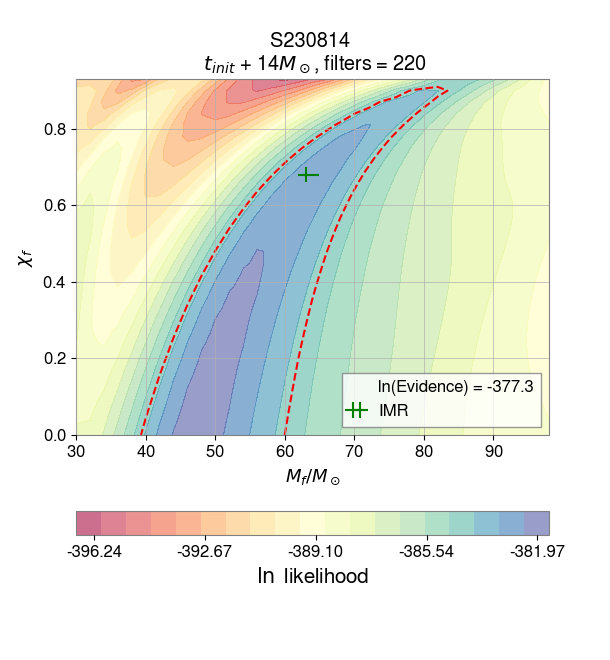 S230814
t_init + 14M_⊙, filters = 220
0.8
0.6
0.4
0.2
0.0
χ_f
30 40 50 60 70 80 90
M_f/M_⊙
ln(Evidence) = -377.3
IMR
-396.24 -392.67 -389.10 -385.54 -381.97
ln likelihood